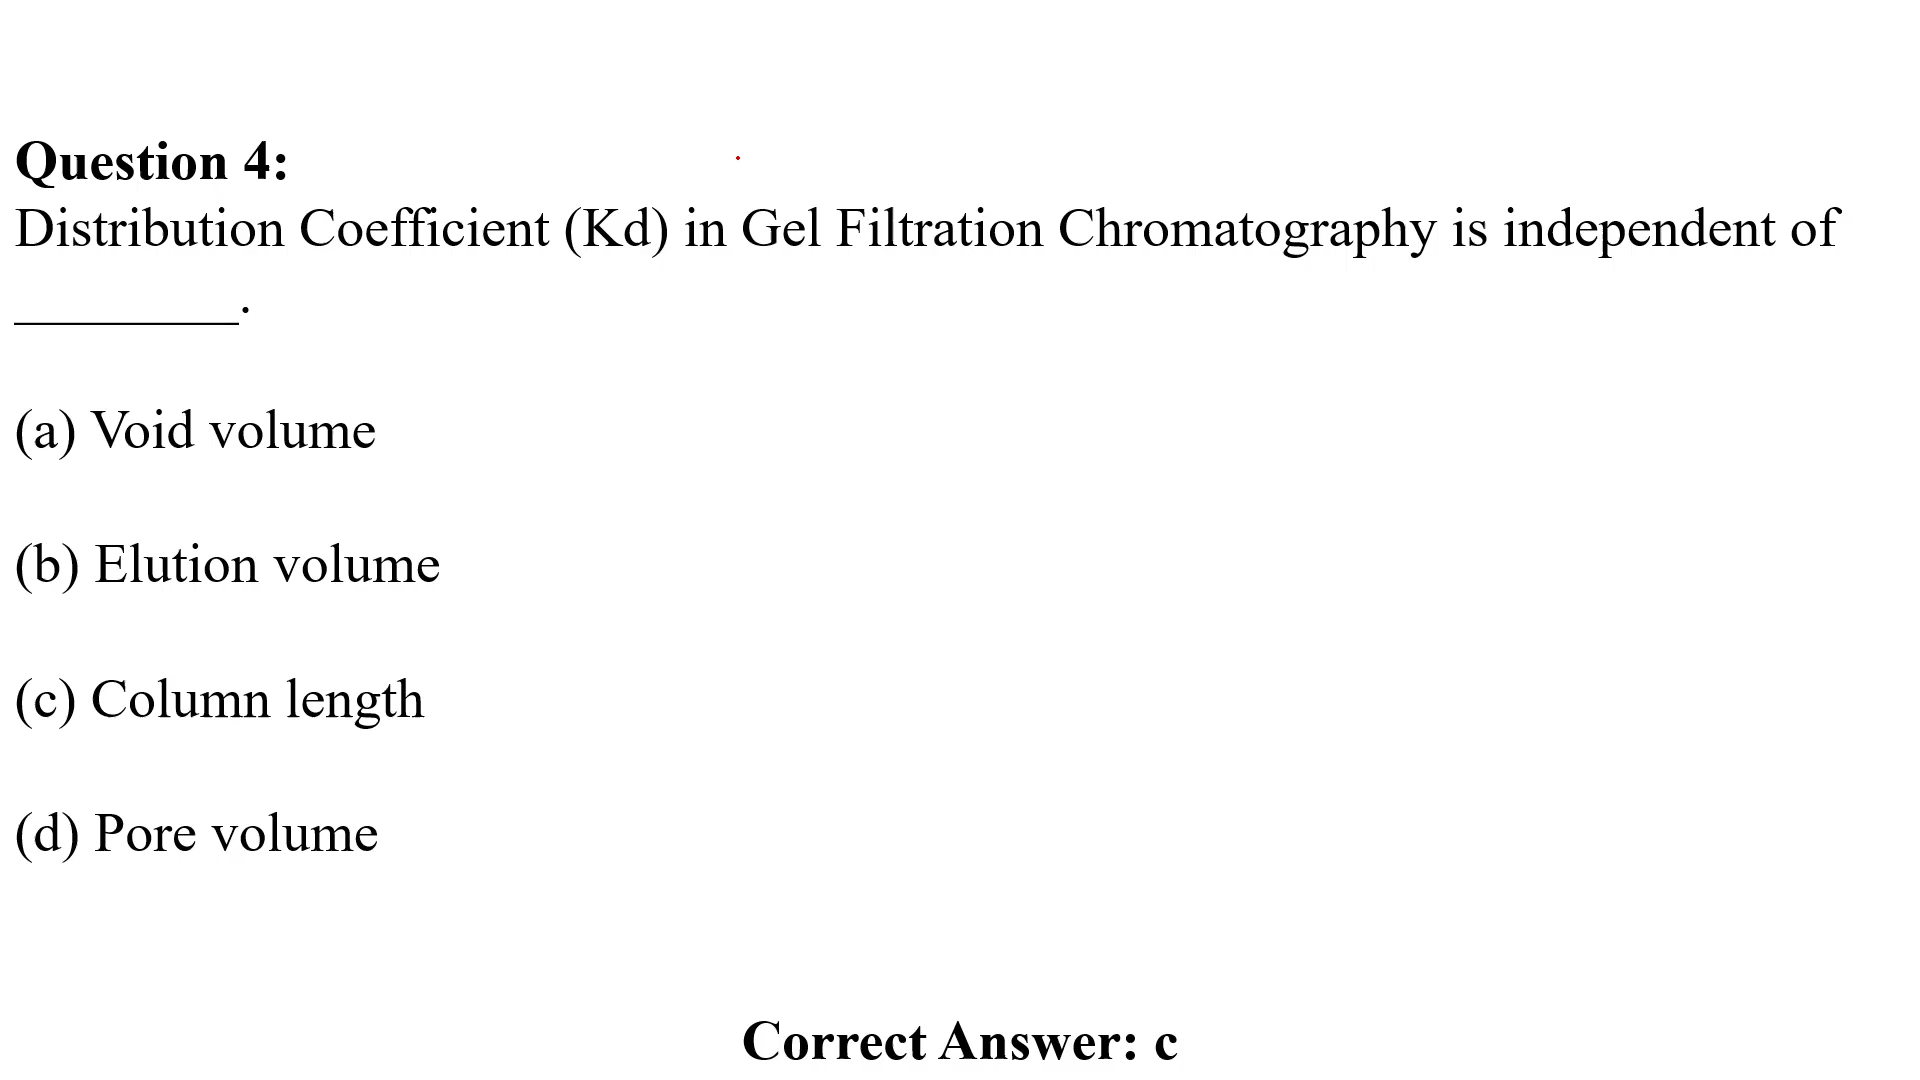 Question 4:
Distribution Coefficient (Kd) in Gel Filtration Chromatography is independent of
________.
(a) Void volume
(b) Elution volume
(c) Column length
(d) Pore volume
Correct Answer: c